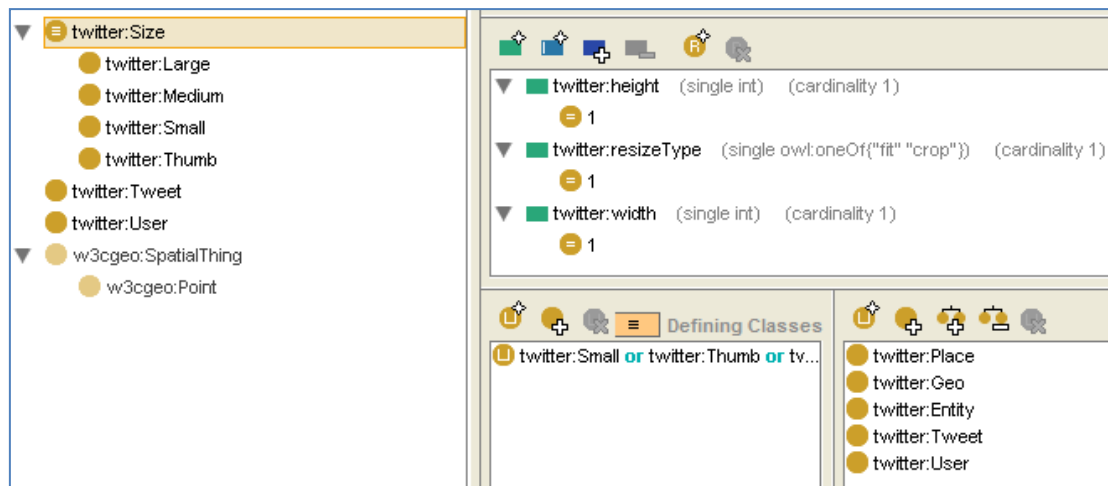 twitter:Size
twitter:Large
twitter:Medium
twitter:Small
twitter:Thumb
twitter:Tweet
twitter:User
w3cgeo:SpatialThing
w3cgeo:Point
twitter:height (single int) (cardinality 1)
= 1
twitter:resizeType (single owl:oneOf{"fit" "crop"}) (cardinality 1)
= 1
twitter:width (single int) (cardinality 1)
= 1
Defining Classes
twitter:Small or twitter:Thumb or tv...
twitter:Place
twitter:Geo
twitter:Entity
twitter:Tweet
twitter:User